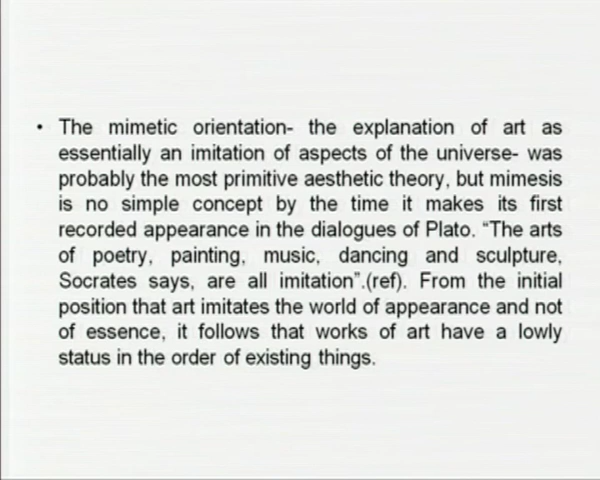 • The mimetic orientation- the explanation of art as
essentially an imitation of aspects of the universe- was
probably the most primitive aesthetic theory, but mimesis
is no simple concept by the time it makes its first
recorded appearance in the dialogues of Plato. “The arts
of poetry, painting, music, dancing and sculpture,
Socrates says, are all imitation”.(ref). From the initial
position that art imitates the world of appearance and not
of essence, it follows that works of art have a lowly
status in the order of existing things.